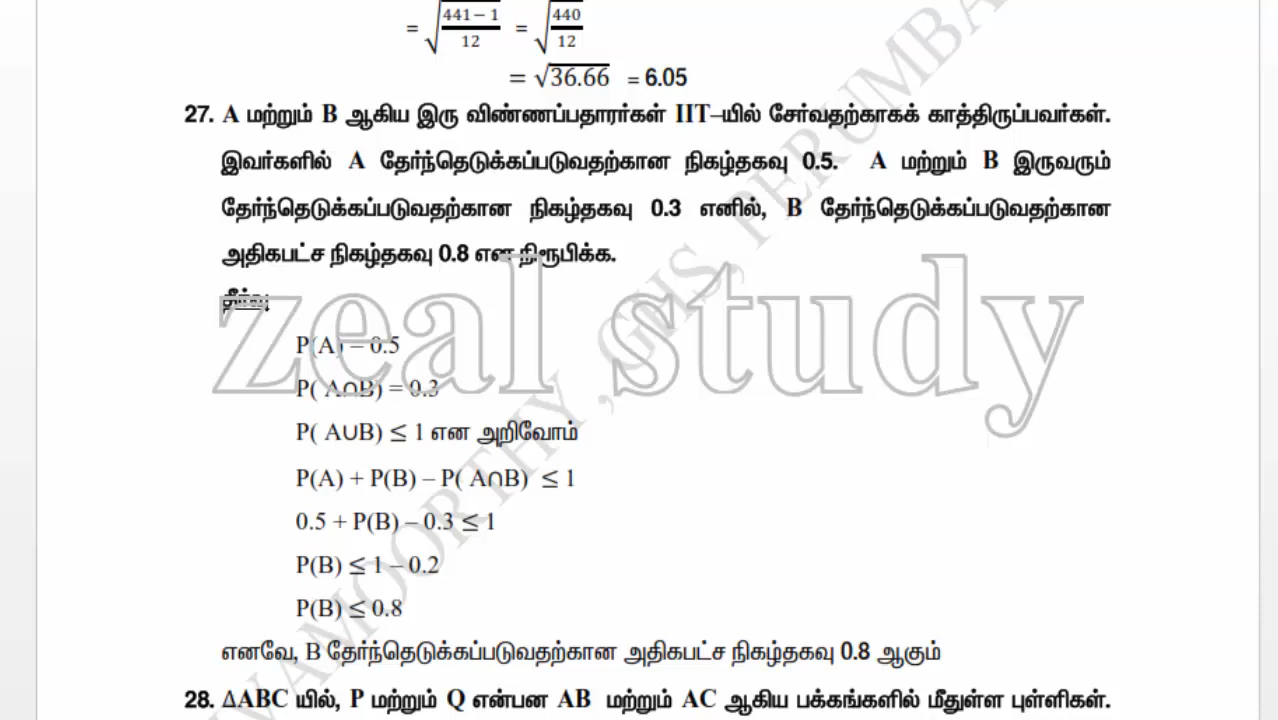 = √441 − 1/12 = √440/12
= √36.66 = 6.05
27. A மற்றும் B ஆகிய இரு விண்ணப்பதாரர்கள் IIT–யில் சேர்வதற்காகக் காத்திருப்பவர்கள்.
இவர்களில் A தேர்ந்தெடுக்கப்படுவதற்கான நிகழ்தகவு 0.5. A மற்றும் B இருவரும்
தேர்ந்தெடுக்கப்படுவதற்கான நிகழ்தகவு 0.3 எனில், B தேர்ந்தெடுக்கப்படுவதற்கான
அதிகபட்ச நிகழ்தகவு 0.8 என நிரூபிக்க.
தீர்வு
zeal study
P(A) = 0.5
P( A∩B) = 0.3
P( A∪B) ≤ 1 என அறிவோம்
P(A) + P(B) – P( A∩B) ≤ 1
0.5 + P(B) – 0.3 ≤ 1
P(B) ≤ 1 – 0.2
P(B) ≤ 0.8
எனவே, B தேர்ந்தெடுக்கப்படுவதற்கான அதிகபட்ச நிகழ்தகவு 0.8 ஆகும்
28. ΔABC யில், P மற்றும் Q என்பன AB மற்றும் AC ஆகிய பக்கங்களில் மீதுள்ள புள்ளிகள்.